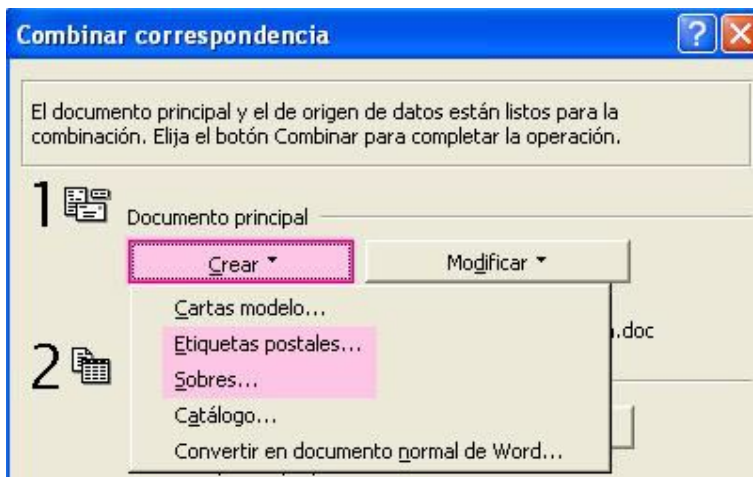 Combinar correspondencia
El documento principal y el de origen de datos están listos para la
combinación. Elija el botón Combinar para completar la operación.
1
Documento principal
Crear Modificar
Cartas modelo...
Etiquetas postales...
.doc
2
Sobres...
Catálogo...
Convertir en documento normal de Word...